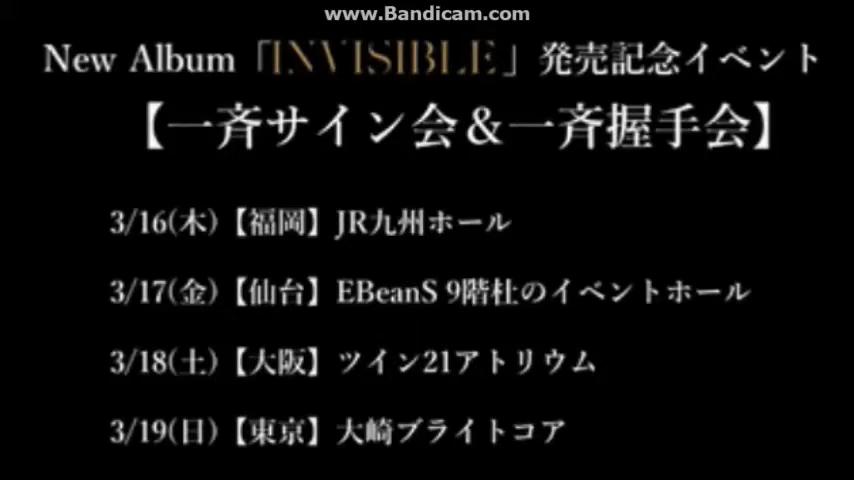 www.Bandicam.com
New Album「INVISIBLE」発売記念イベント
【一斉サイン会＆一斉握手会】
3/16(木)【福岡】JR九州ホール
3/17(金)【仙台】EBeanS 9階杜のイベントホール
3/18(土)【大阪】ツイン21アトリウム
3/19(日)【東京】大崎ブライトコア